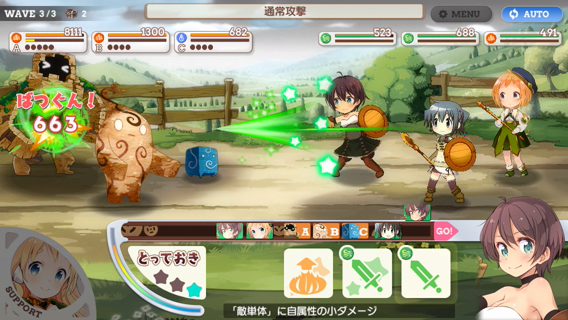 WAVE 3/3 2
通常攻撃
MENU
AUTO
8111
1300
682
523
688
491
A
B
C
ばつぐん!
663
A B C
GO!
とっておき
SUPPORT
「敵単体」に自属性の小ダメージ